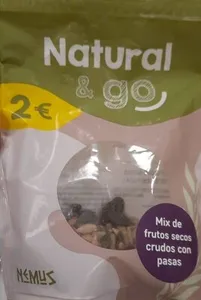 Natural
& go
2€
Mix de
frutos secos
crudos con
pasas
NEMUS